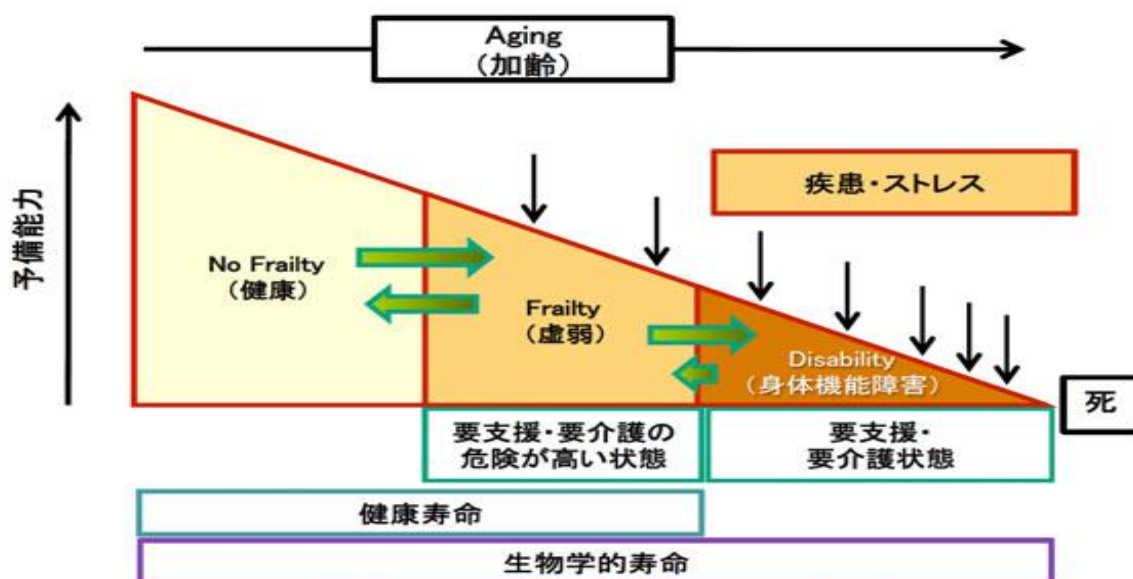 Aging
（加齢）
予備能力
疾患・ストレス
No Frailty
（健康）
Frailty
（虚弱）
Disability
（身体機能障害）
死
要支援・要介護の
危険が高い状態
要支援・
要介護状態
健康寿命
生物学的寿命